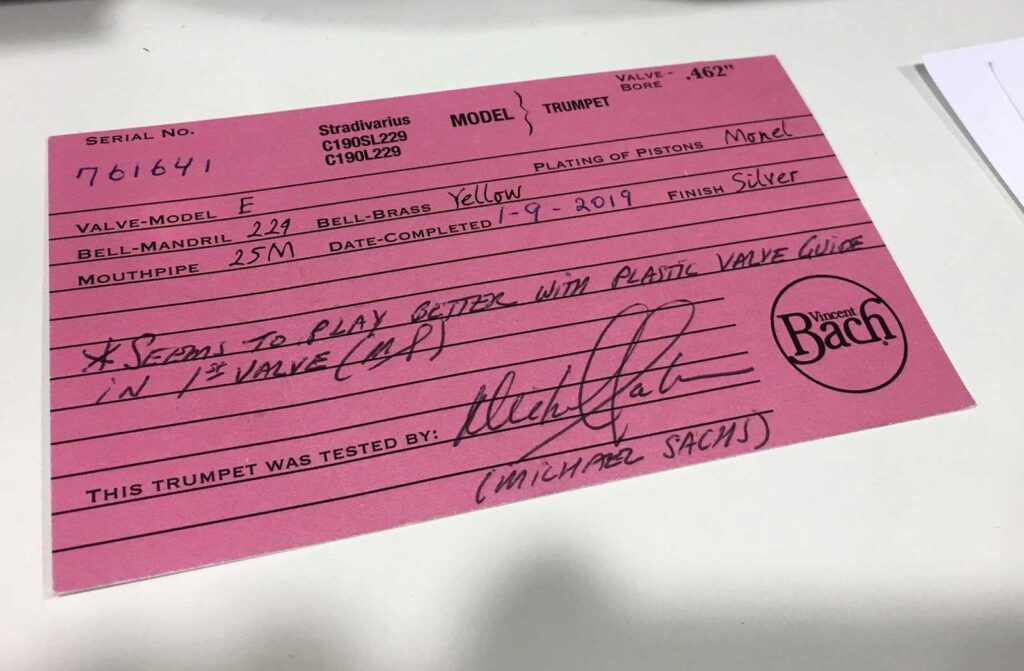 SERIAL NO. 761641
Stradivarius
C190SL229
C190L229
MODEL } TRUMPET
VALVE-BORE .462"
VALVE-MODEL E
PLATING OF PISTONS Monel
BELL-MANDRIL 229 BELL-BRASS Yellow
MOUTHPIPE 25M DATE-COMPLETED 1-9-2019 FINISH Silver
*SEEMS TO PLAY BETTER WITH PLASTIC VALVE GUIDE
IN 1ST VALVE (MP)
Vincent
Bach
THIS TRUMPET WAS TESTED BY:
(MICHAEL SACHS)